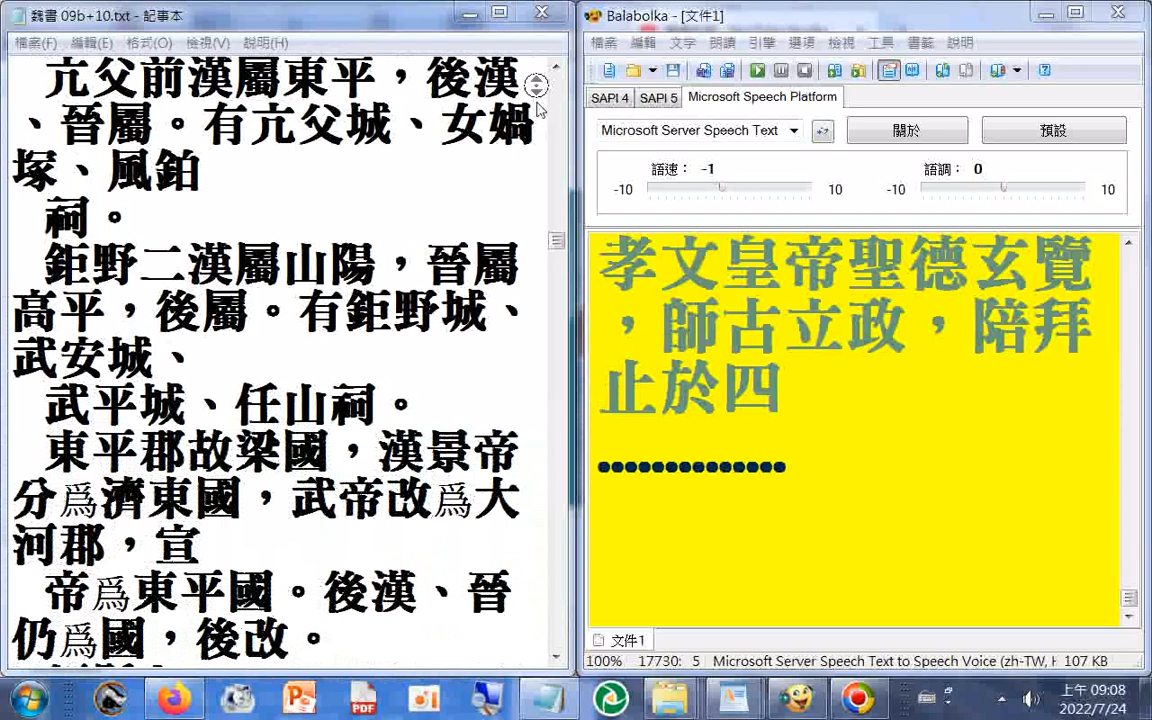 魏書 09b+10.txt - 記事本
檔案(F) 編輯(E) 格式(O) 檢視(V) 說明(H)
亢父前漢屬東平，後漢
、晉屬。有亢父城、女媧
塚、風鉑
祠。
鉅野二漢屬山陽，晉屬
高平，後屬。有鉅野城、
武安城、
武平城、任山祠。
東平郡故梁國，漢景帝
分爲濟東國，武帝改爲大
河郡，宣
帝爲東平國。後漢、晉
仍爲國，後改。
Balabolka - [文件1]
檔案 編輯 文字 朗讀 引擎 選項 檢視 工具 書籤 說明
SAPI 4 SAPI 5 Microsoft Speech Platform
Microsoft Server Speech Text 關於 預設
語速： -1 語調： 0
-10 10 -10 10
孝文皇帝聖德玄覽
，師古立政，陪拜
止於四
●●●●●●●●●●●●●●
文件1
100% 17730: 5 Microsoft Server Speech Text to Speech Voice (zh-TW, H 107 KB
上午 09:08
2022/7/24